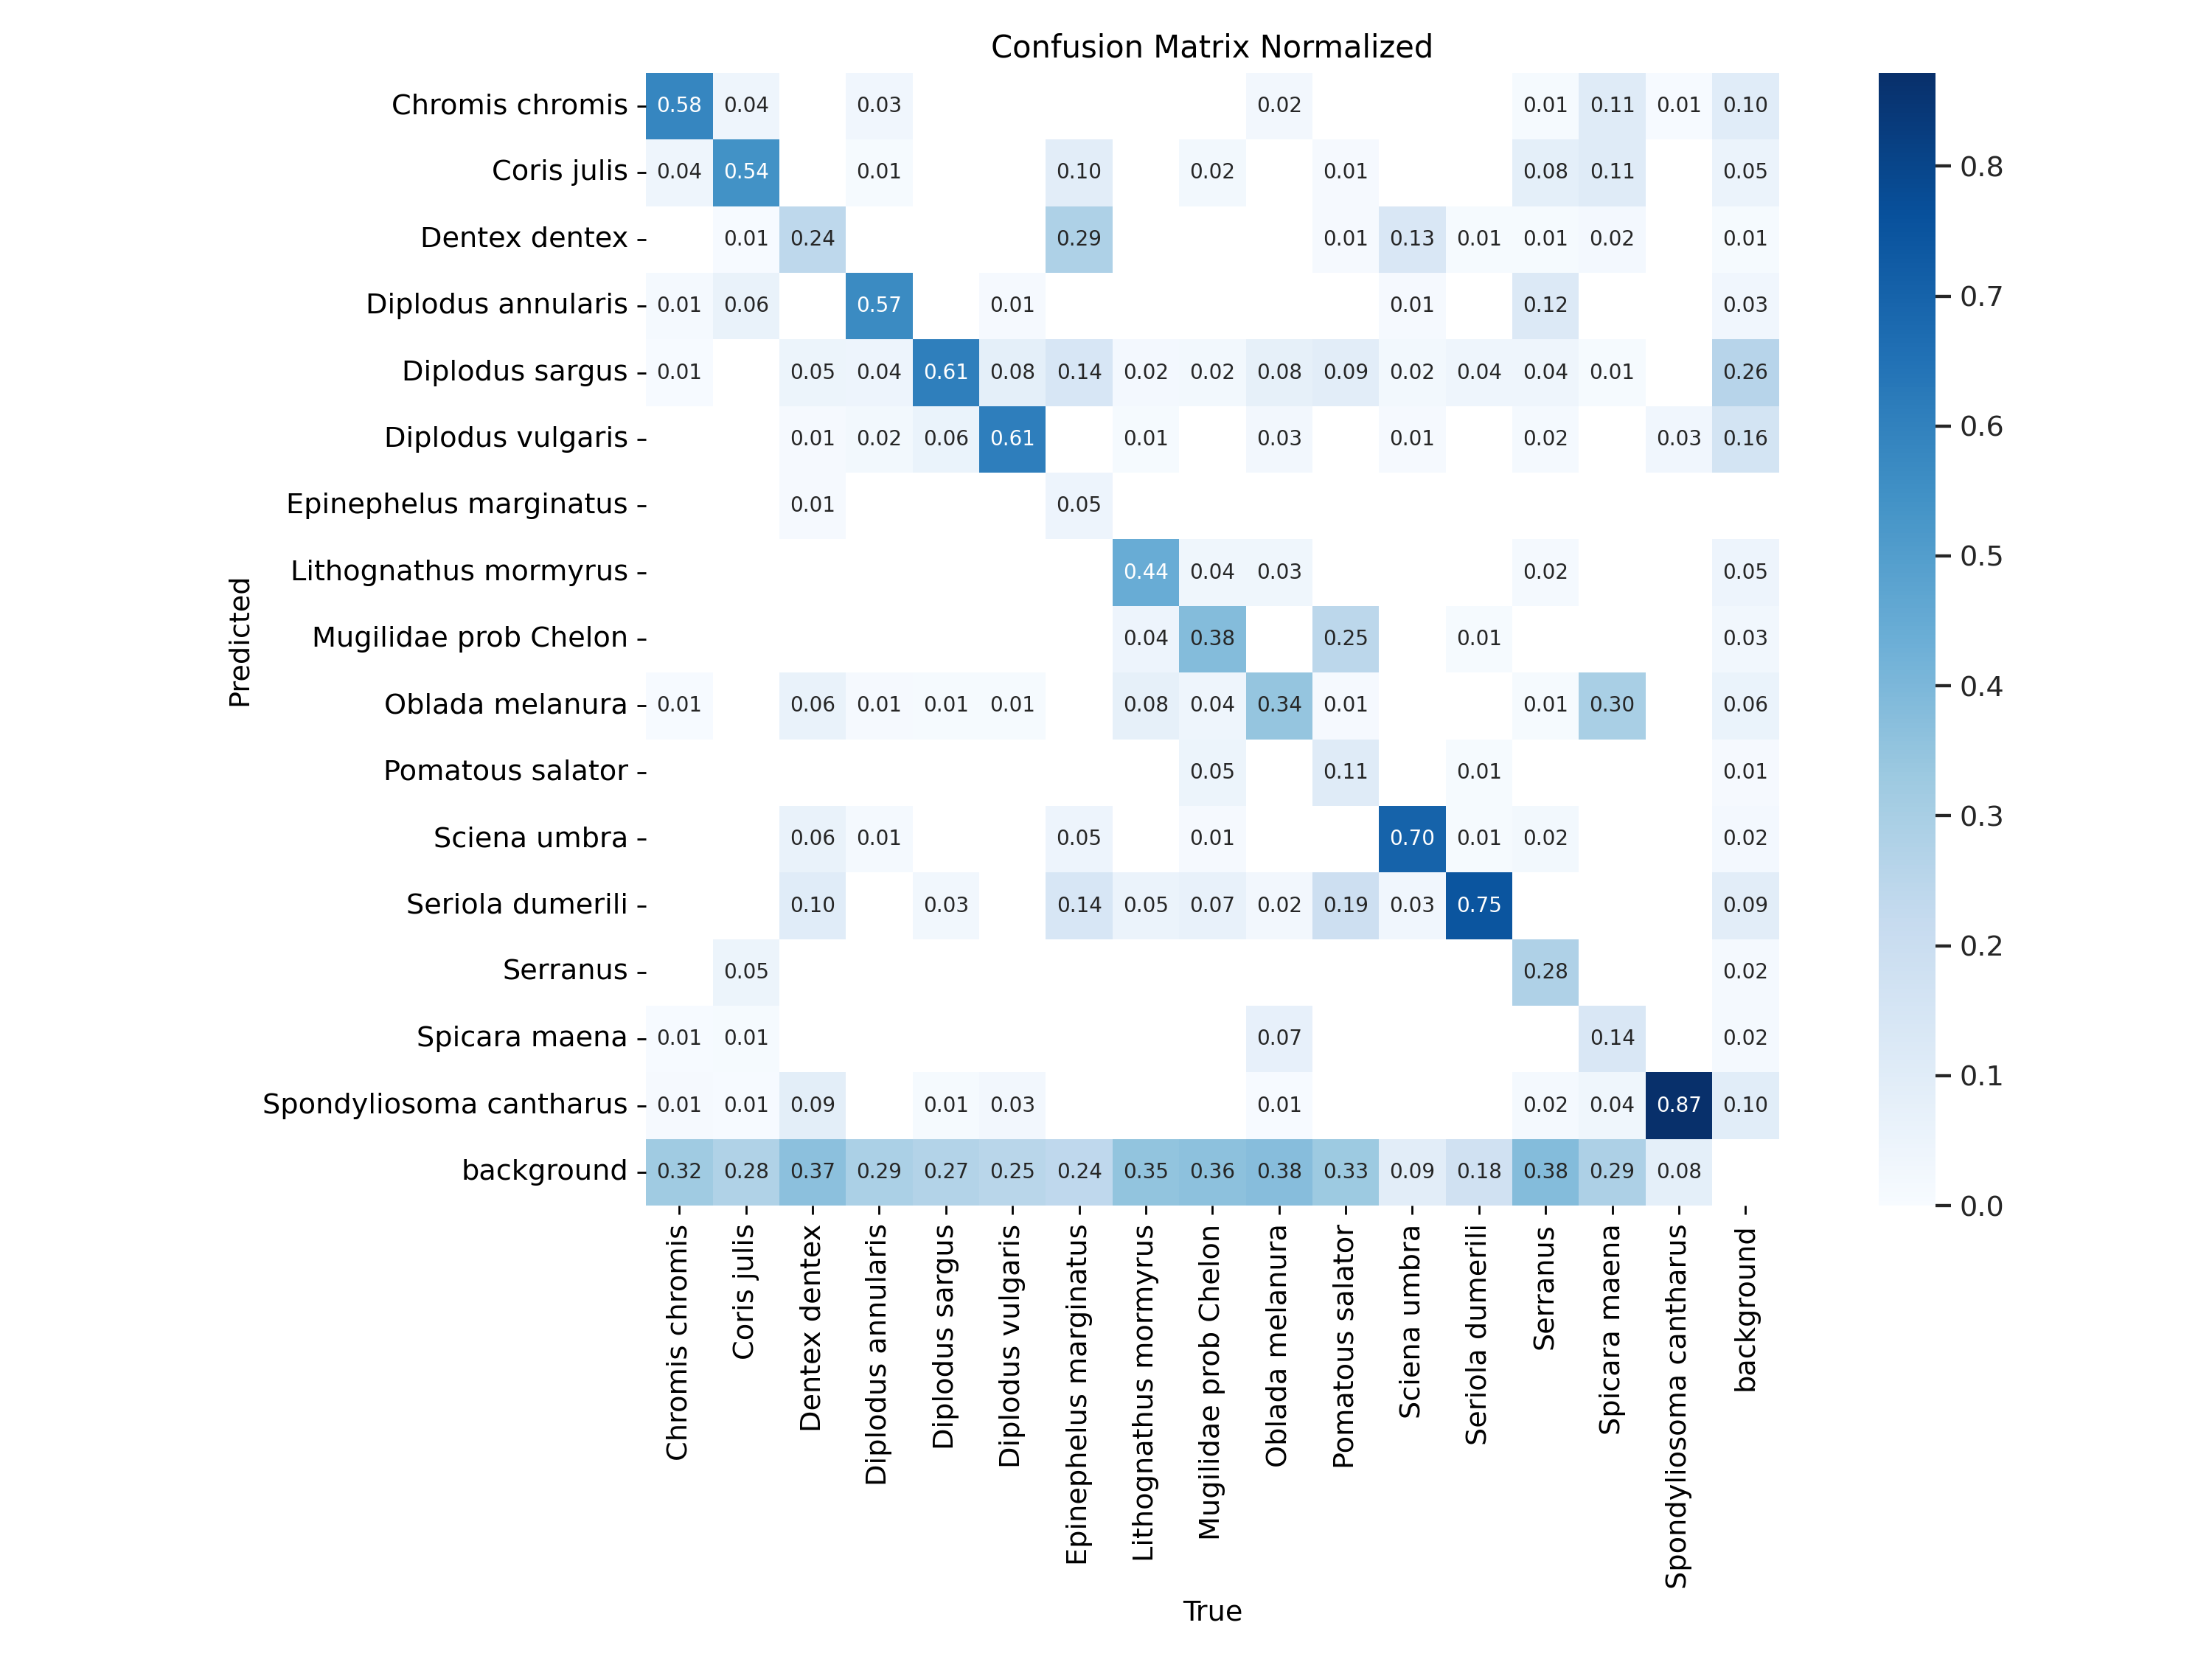 Confusion Matrix Normalized
Chromis chromis 0.58 0.04 0.03 0.02 0.01 0.11 0.01 0.10
Coris julis 0.04 0.54 0.01 0.10 0.02 0.01 0.08 0.11 0.05
Dentex dentex 0.01 0.24 0.29 0.01 0.13 0.01 0.01 0.02 0.01
Diplodus annularis 0.01 0.06 0.57 0.01 0.01 0.12 0.03
Diplodus sargus 0.01 0.05 0.04 0.61 0.08 0.14 0.02 0.02 0.08 0.09 0.02 0.04 0.04 0.01 0.26
Diplodus vulgaris 0.01 0.02 0.06 0.61 0.01 0.03 0.01 0.02 0.03 0.16
Epinephelus marginatus 0.01 0.05
Lithognathus mormyrus 0.44 0.04 0.03 0.02 0.05
Mugilidae prob Chelon 0.04 0.38 0.25 0.01 0.03
Oblada melanura 0.01 0.06 0.01 0.01 0.01 0.08 0.04 0.34 0.01 0.01 0.30 0.06
Pomatous salator 0.05 0.11 0.01 0.01
Sciena umbra 0.06 0.01 0.05 0.01 0.70 0.01 0.02 0.02
Seriola dumerili 0.10 0.03 0.14 0.05 0.07 0.02 0.19 0.03 0.75 0.09
Serranus 0.05 0.28 0.02
Spicara maena 0.01 0.01 0.07 0.14 0.02
Spondyliosoma cantharus 0.01 0.01 0.09 0.01 0.03 0.01 0.02 0.04 0.87 0.10
background 0.32 0.28 0.37 0.29 0.27 0.25 0.24 0.35 0.36 0.38 0.33 0.09 0.18 0.38 0.29 0.08
Predicted
Chromis chromis
Coris julis
Dentex dentex
Diplodus annularis
Diplodus sargus
Diplodus vulgaris
Epinephelus marginatus
Lithognathus mormyrus
Mugilidae prob Chelon
Oblada melanura
Pomatous salator
Sciena umbra
Seriola dumerili
Serranus
Spicara maena
Spondyliosoma cantharus
background
True
0.8
0.7
0.6
0.5
0.4
0.3
0.2
0.1
0.0